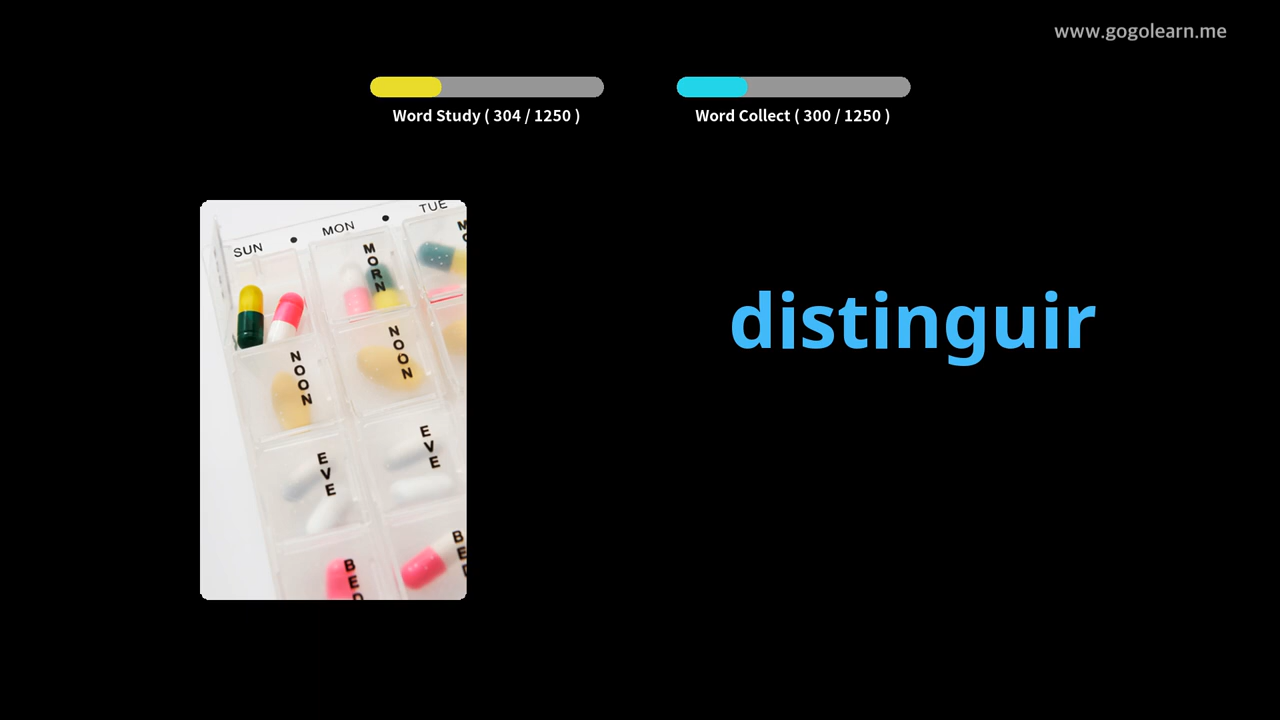 www.gogolearn.me
Word Study ( 304 / 1250 )
Word Collect ( 300 / 1250 )
SUN • MON • TUE
MORN
NOON
NOON
EVE
EVE
BED
distinguir